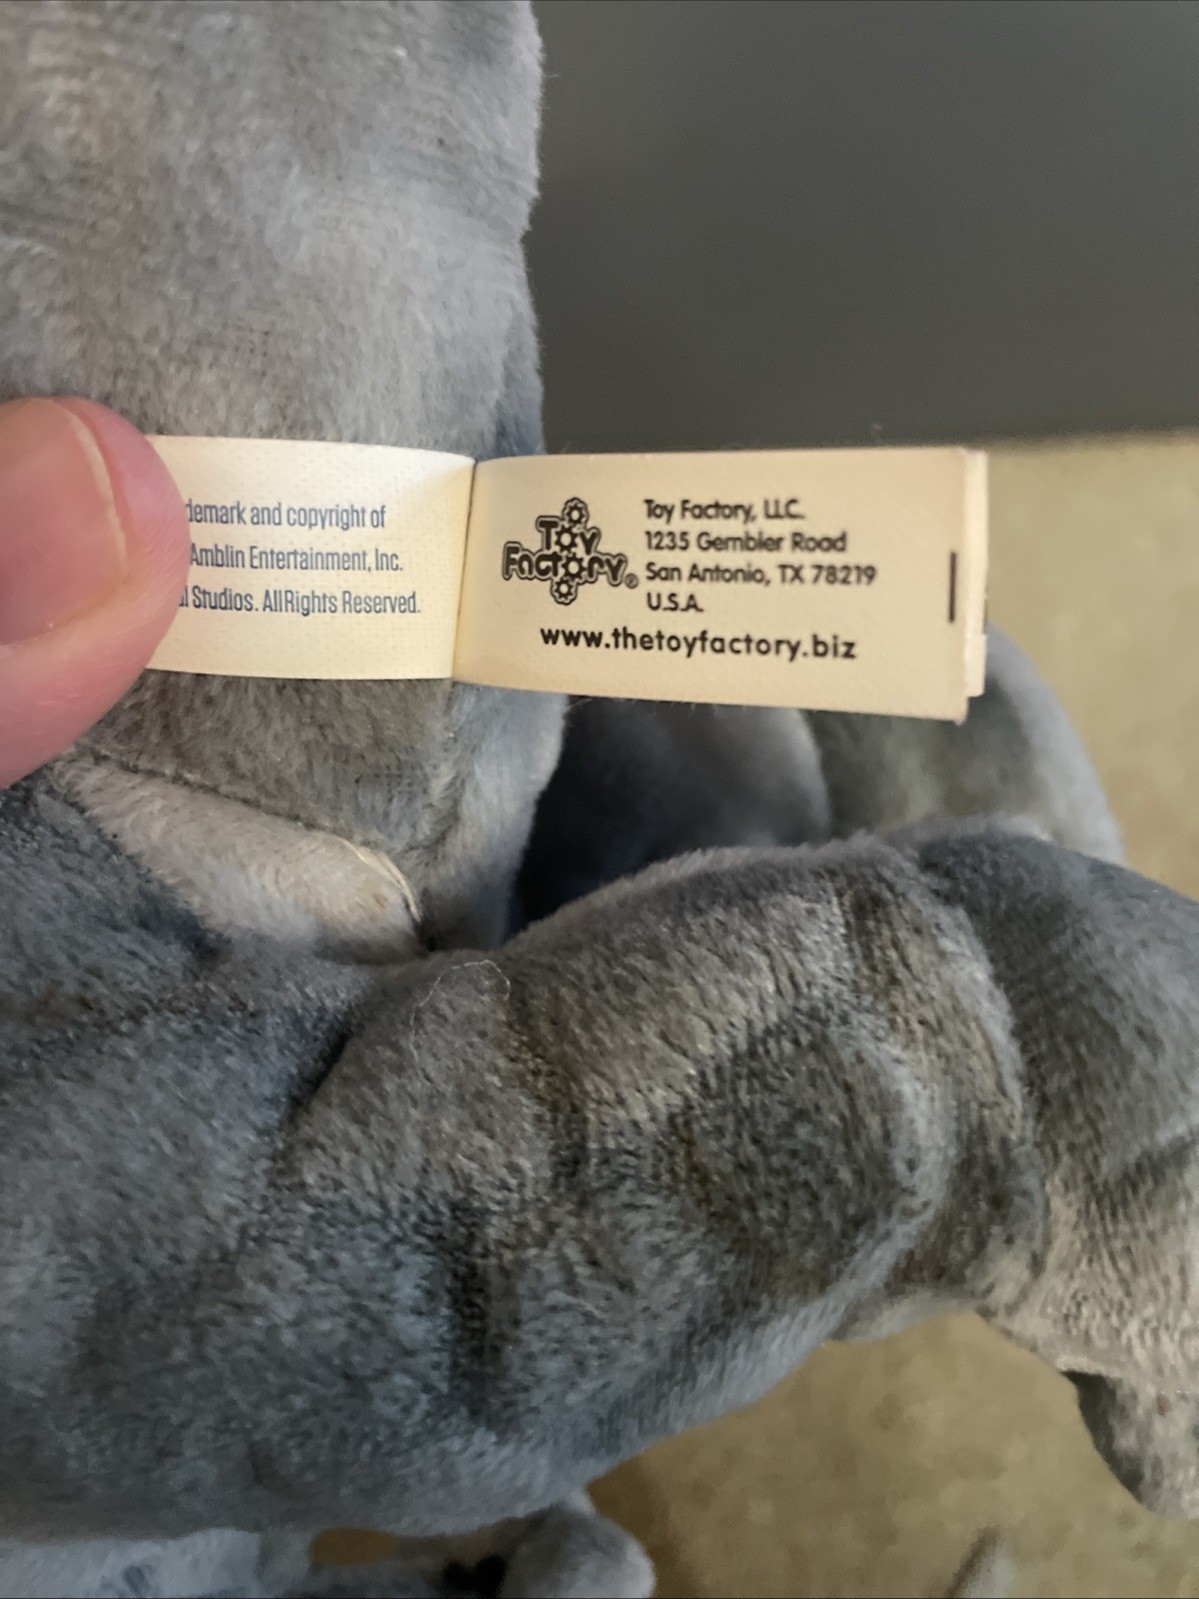 demark and copyright of
Amblin Entertainment, Inc.
l Studios. All Rights Reserved.
Toy
Factory®
Toy Factory, LLC.
1235 Gembler Road
San Antonio, TX 78219
U.S.A.
www.thetoyfactory.biz